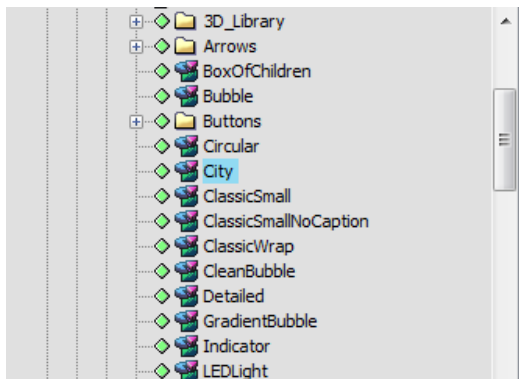 3D_Library
Arrows
BoxOfChildren
Bubble
Buttons
Circular
City
ClassicSmall
ClassicSmallNoCaption
ClassicWrap
CleanBubble
Detailed
GradientBubble
Indicator
LEDLight